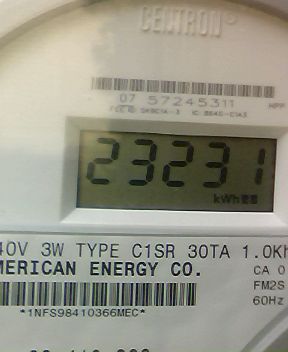 CENTRON®
07 57245311
23231
kWh
40V 3W TYPE C1SR 30TA 1.0Kh
MERICAN ENERGY CO.
CA 0
FM2S
60Hz
*1NFS98410366MEC*